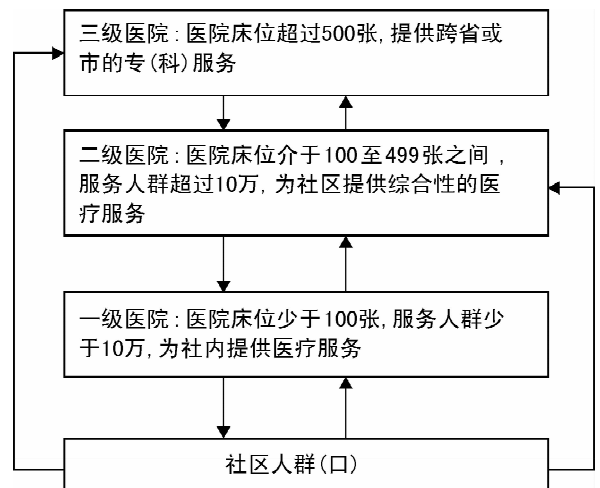 三级医院：医院床位超过500张，提供跨省或
市的专（科）服务
二级医院：医院床位介于100至499张之间，
服务人群超过10万，为社区提供综合性的医
疗服务
一级医院：医院床位少于100张，服务人群少
于10万，为社内提供医疗服务
社区人群（口）